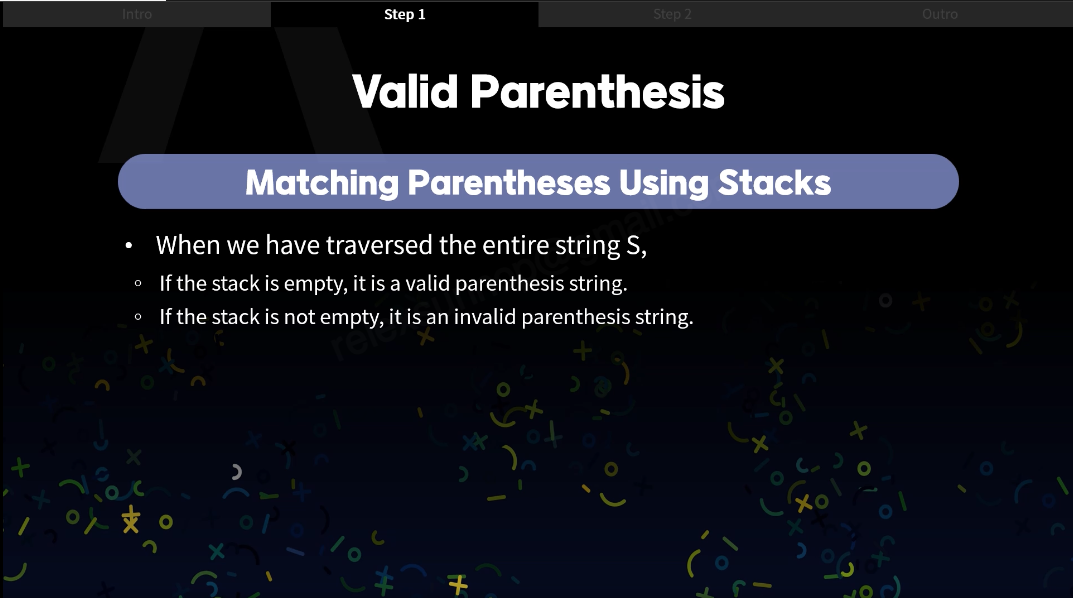 Intro
Step 1
Step 2
Outro
Valid Parenthesis
Matching Parentheses Using Stacks
• When we have traversed the entire string S,
○ If the stack is empty, it is a valid parenthesis string.
○ If the stack is not empty, it is an invalid parenthesis string.